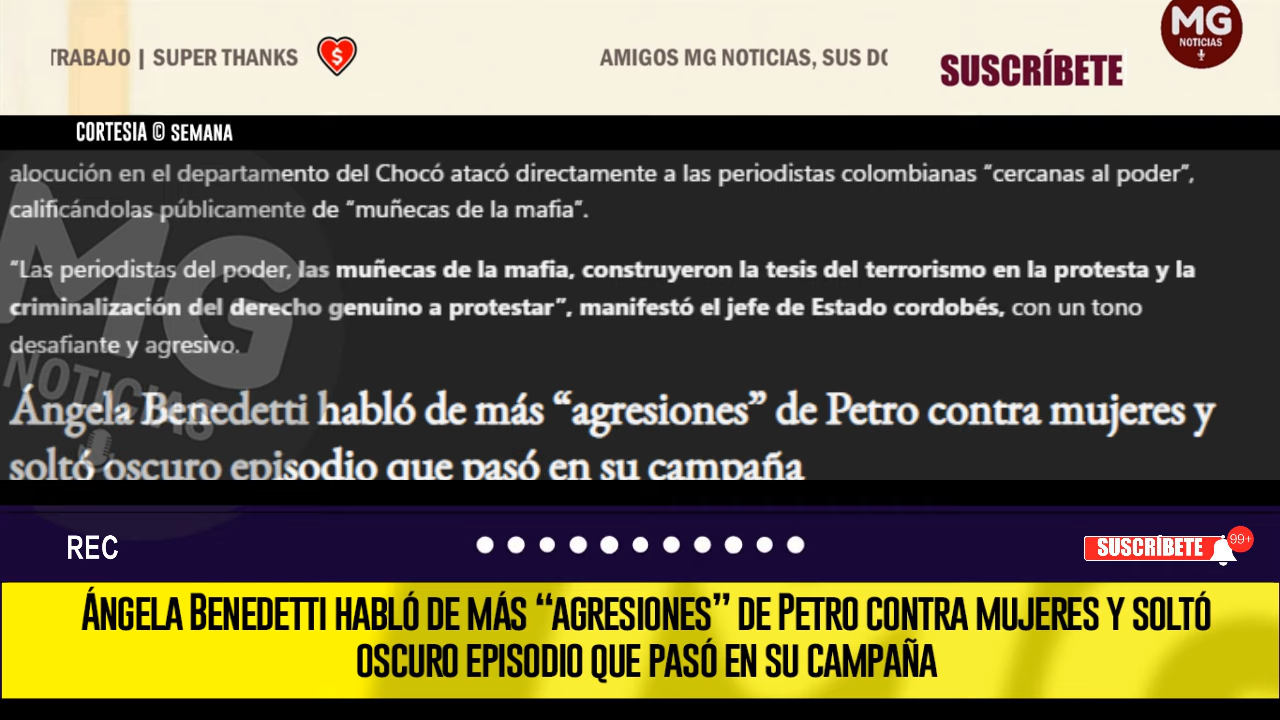 TRABAJO | SUPER THANKS
AMIGOS MG NOTICIAS, SUS
SUSCRÍBETE
MG
NOTICIAS
CORTESIA © SEMANA
alocución en el departamento del Chocó atacó directamente a las periodistas colombianas “cercanas al poder”,
calificándolas públicamente de “muñecas de la mafia”.
“Las periodistas del poder, las muñecas de la mafia, construyeron la tesis del terrorismo en la protesta y la
criminalización del derecho genuino a protestar”, manifestó el jefe de Estado cordobés, con un tono
desafiante y agresivo.
MG
NOTICIAS
Ángela Benedetti habló de más “agresiones” de Petro contra mujeres y
soltó oscuro episodio que pasó en su campaña
REC
SUSCRÍBETE
99+
ÁNGELA BENEDETTI HABLÓ DE MÁS “AGRESIONES” DE PETRO CONTRA MUJERES Y SOLTÓ
OSCURO EPISODIO QUE PASÓ EN SU CAMPAÑA